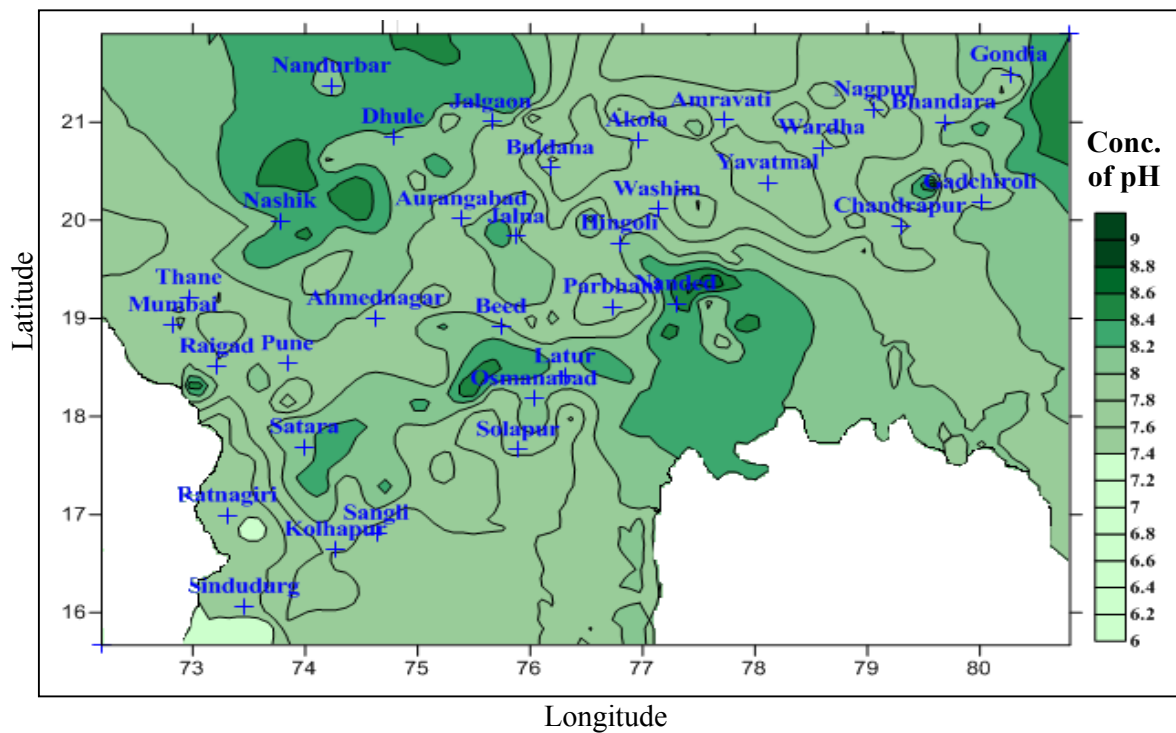 Gondia
Nandurbar
Nagpur
Jalgaon
Amravati
Bhandara
Dhule
Akola
21
Wardha
Conc.
of pH
Buldana
Yavatmal
Gadchiroli
Washim
Aurangabad
Nashik
Chandrapur
20
Jalna
Hingoli
9
8.8
Thane
Nanded
Parbhani
8.6
Latitude
Mumbai
Ahmednagar
Beed
19
8.4
Raigad
Pune
Latur
8.2
Osmanabad
8
18
7.8
Satara
Solapur
7.6
7.4
7.2
Ratnagiri
7
17
Sangli
6.8
Kolhapur
6.6
6.4
Sindudurg
16
6.2
6
73 74 75 76 77 78 79 80
Longitude